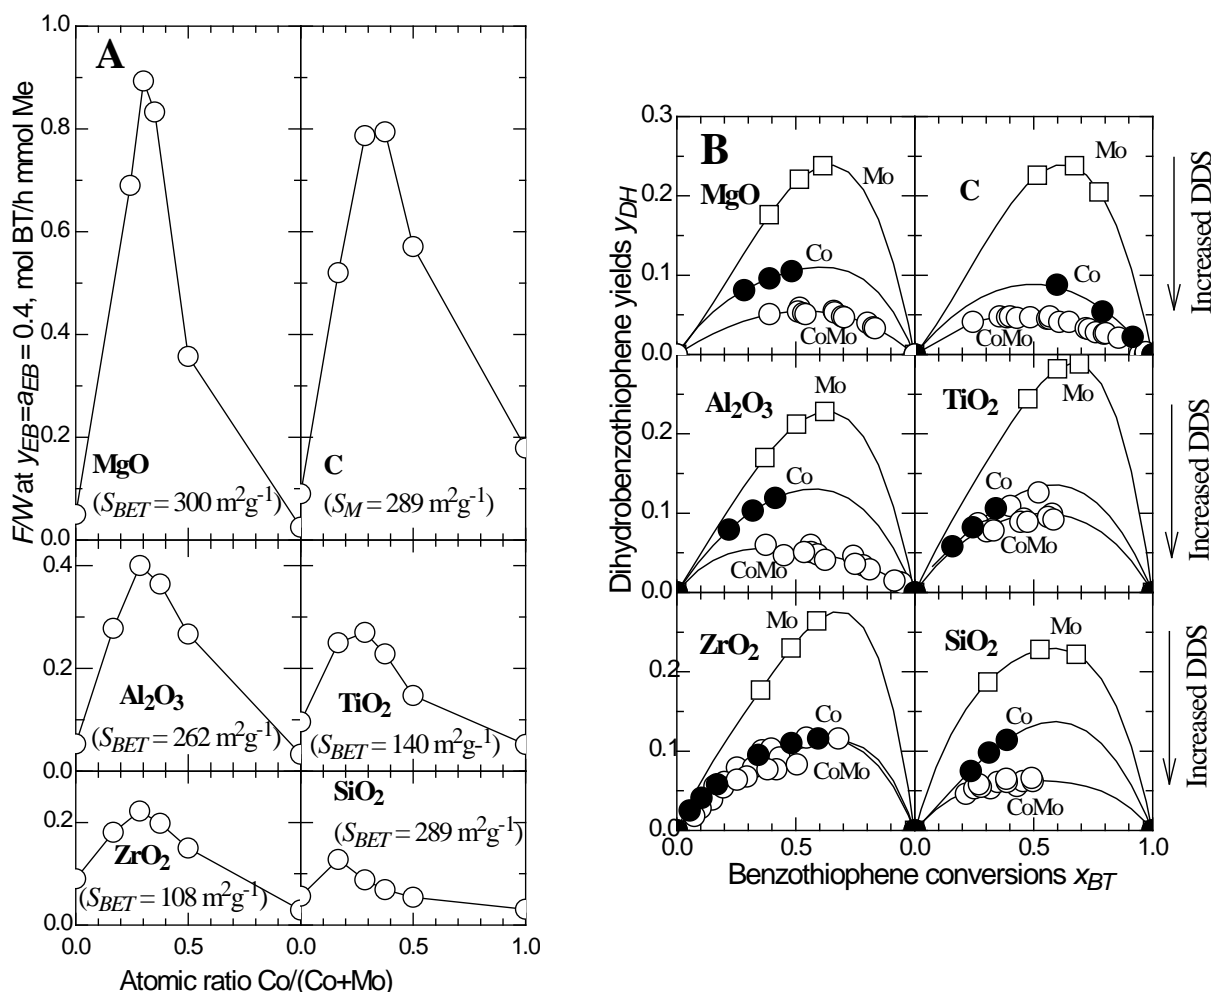 A
F/W at yEB=aEB= 0.4, mol BT/h mmol Me
1.0
0.8
0.6
0.4
0.2
0.0
MgO
(SBET = 300 m²g⁻¹)
C
(SM = 289 m²g⁻¹)
0.4
0.2
0.0
Al₂O₃
(SBET = 262 m²g⁻¹)
TiO₂
(SBET = 140 m²g-¹)
0.2
0.0
ZrO₂
(SBET = 108 m²g⁻¹)
SiO₂
(SBET = 289 m²g⁻¹)
0.0 0.5 0.0 0.5 1.0
Atomic ratio Co/(Co+Mo)
B
Dihydrobenzothiophene yields yDH
0.3
0.2
0.1
0.0
MgO
Mo
Co
CoMo
C
Mo
Co
CoMo
Increased DDS
0.2
0.1
0.0
Al₂O₃
Mo
Co
CoMo
TiO₂
Mo
Co
CoMo
Increased DDS
0.2
0.1
0.0
ZrO₂
Mo
Co
CoMo
SiO₂
Mo
Co
CoMo
Increased DDS
0.0 0.5 0.0 0.5 1.0
Benzothiophene conversions xBT